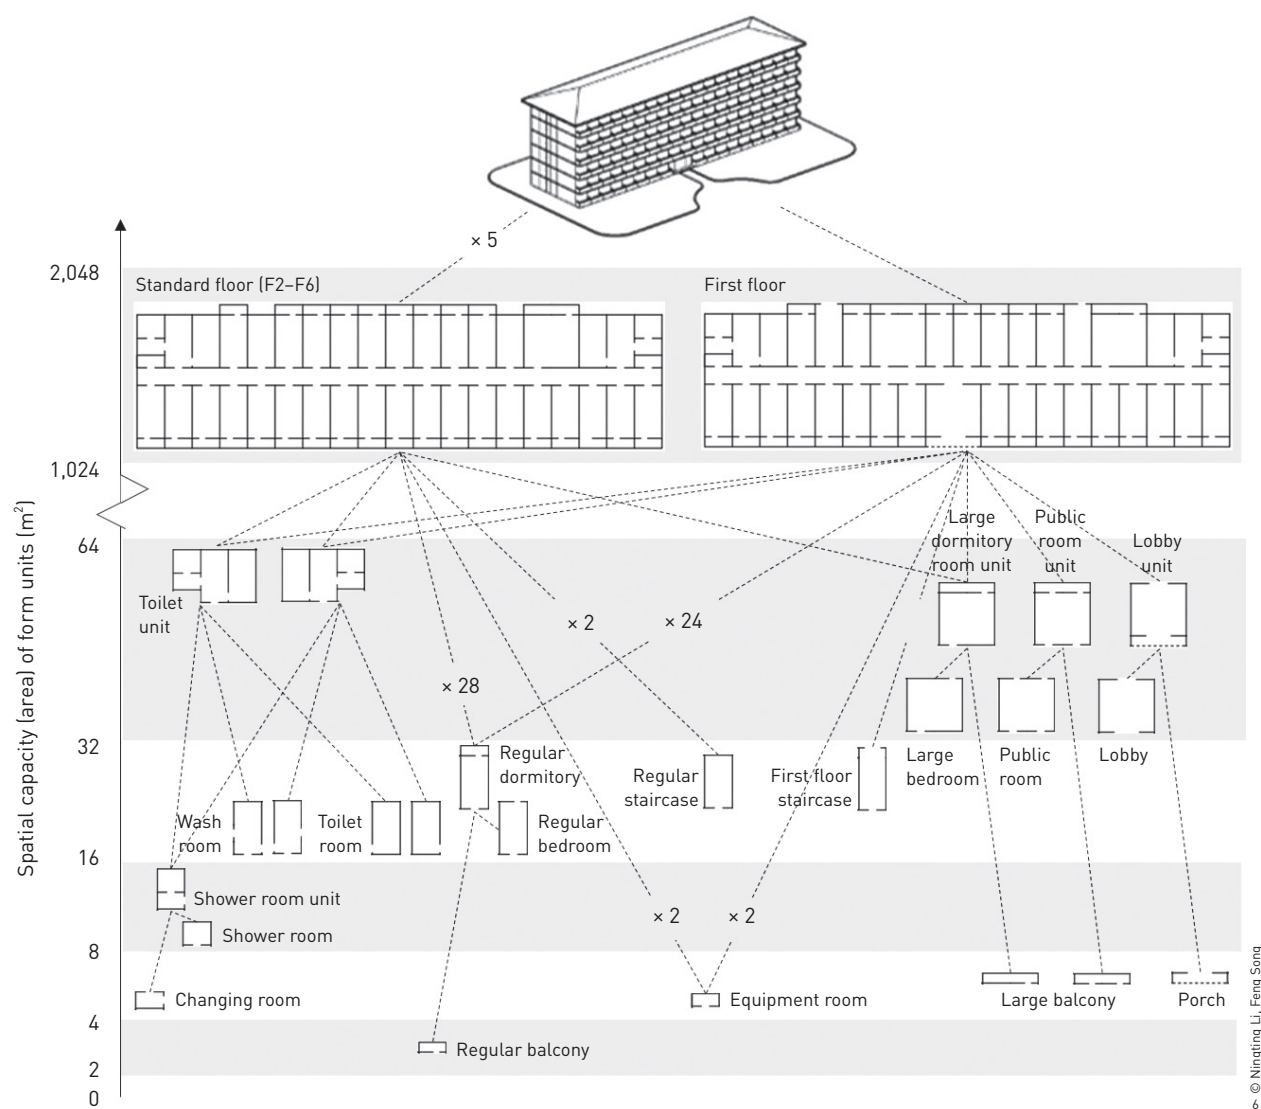 × 5
2,048
Standard floor (F2–F6)
First floor
1,024
Spatial capacity (area) of form units (m²)
64
Large
dormitory
room unit
Public
room
unit
Lobby
unit
Toilet
unit
× 2
× 24
× 28
32
Regular
dormitory
Regular
staircase
First floor
staircase
Large
bedroom
Public
room
Lobby
Wash
room
Toilet
room
Regular
bedroom
16
Shower room unit
× 2
× 2
Shower room
8
Changing room
Equipment room
Large balcony
Porch
4
Regular balcony
2
0
6 © Ningting Li, Feng Song